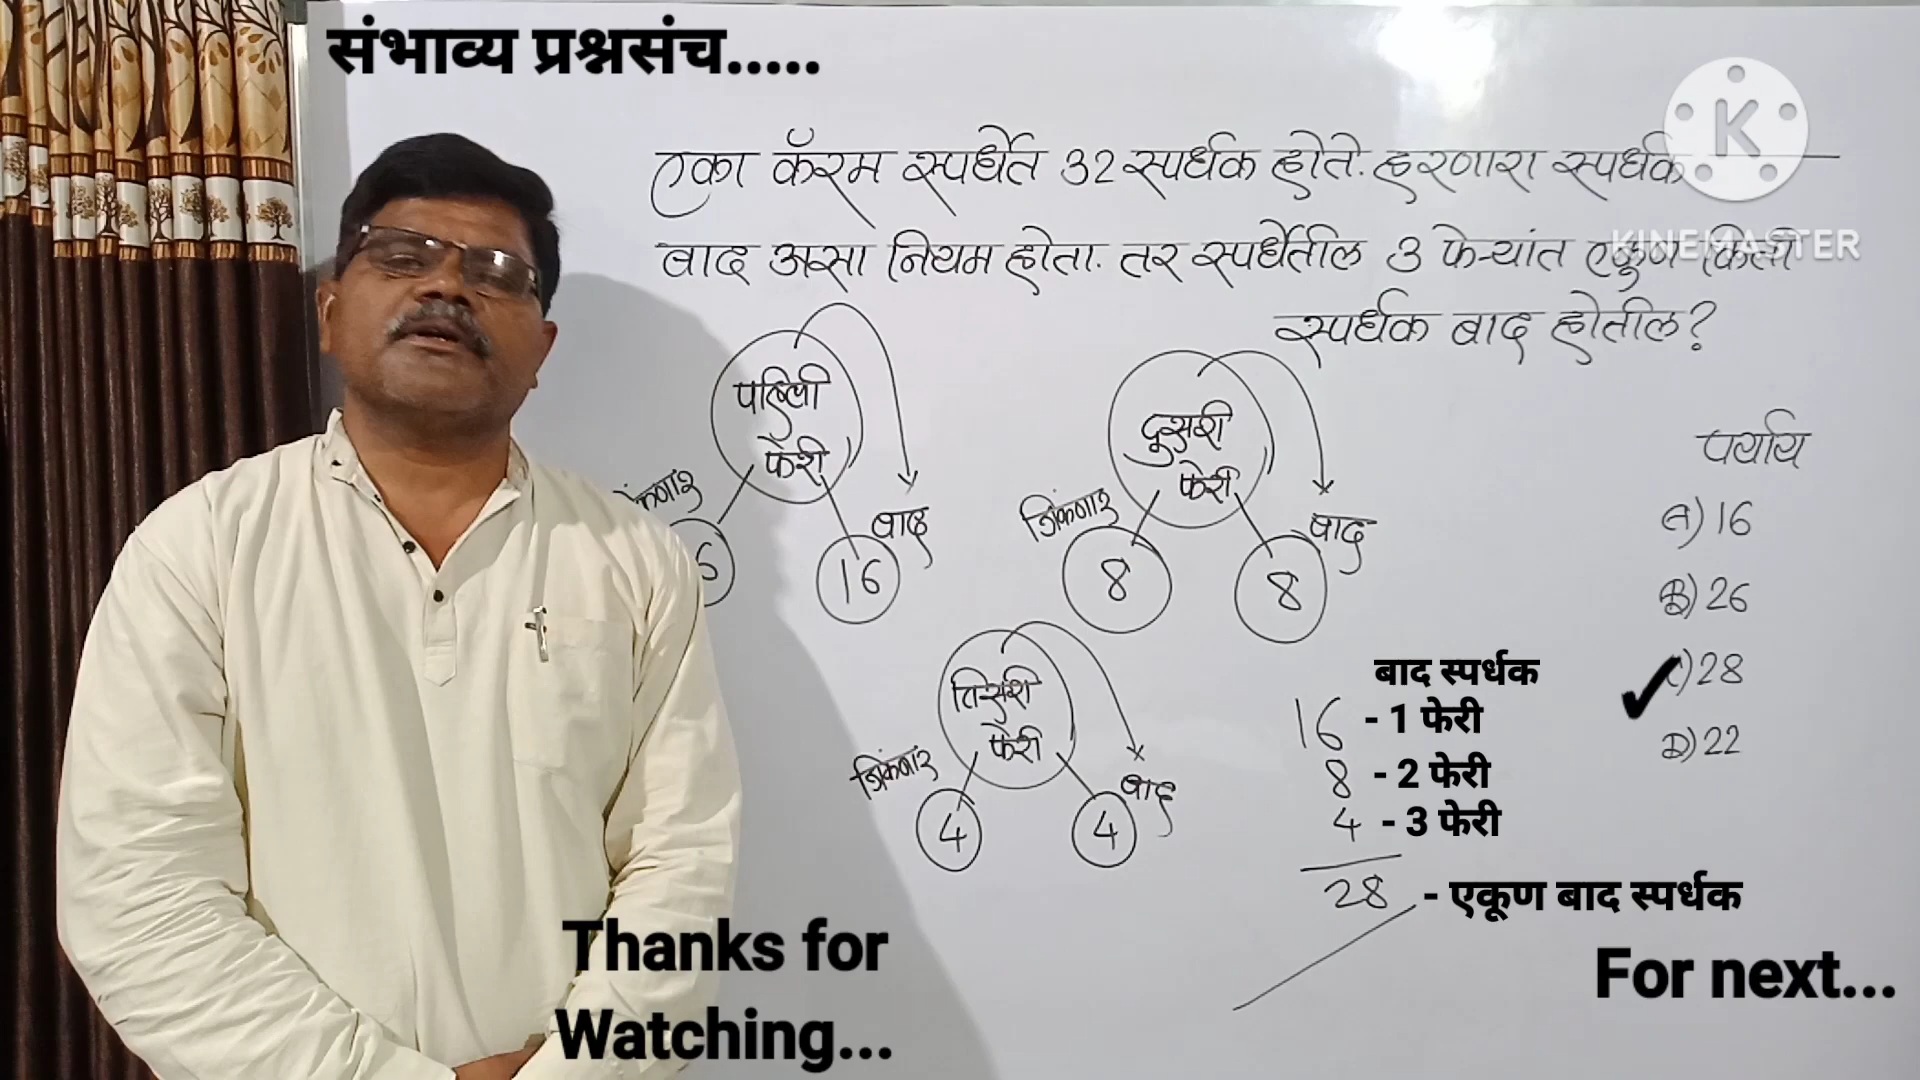 संभाव्य प्रश्नसंच.....
K
KINEMASTER
एका कॅरम स्पर्धेत 32 स्पर्धक होते. हरणारा स्पर्धक
बाद असा नियम होता. तर स्पर्धेतील 3 फेऱ्यांत एकुण किती
स्पर्धक बाद होतील?
पहिली
फेरी
बाद
16
दुसरी
फेरी
जिंकणार
बाद
8
8
तिसरी
फेरी
जिंकणार
बाद
4
4
पर्याय
A) 16
B) 26
C) 28
D) 22
बाद स्पर्धक
16 - 1 फेरी
8 - 2 फेरी
4 - 3 फेरी
28 - एकूण बाद स्पर्धक
Thanks for
Watching...
For next...